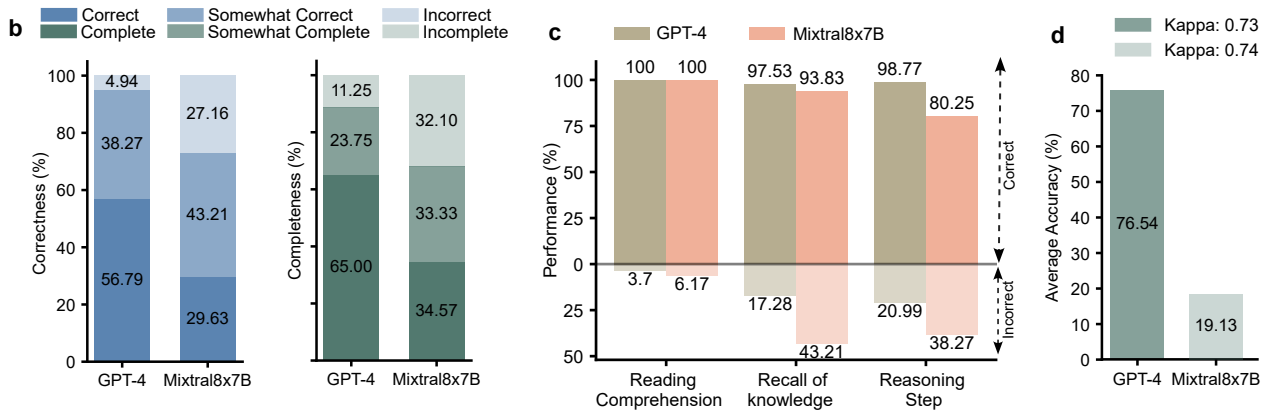 b
Correct
Somewhat Correct
Incorrect
Complete
Somewhat Complete
Incomplete
Correctness (%)
100
80
60
40
20
0
4.94
38.27
56.79
27.16
43.21
29.63
GPT-4
Mixtral8x7B
Completeness (%)
11.25
23.75
65.00
32.10
33.33
34.57
GPT-4
Mixtral8x7B
c
GPT-4
Mixtral8x7B
Performance (%)
100
75
50
25
0
25
50
100
100
97.53
93.83
98.77
80.25
3.7
6.17
17.28
43.21
20.99
38.27
Correct
Incorrect
Reading
Comprehension
Recall of
knowledge
Reasoning
Step
d
Kappa: 0.73
Kappa: 0.74
Average Accuracy (%)
80
70
60
50
40
30
20
10
0
76.54
19.13
GPT-4
Mixtral8x7B